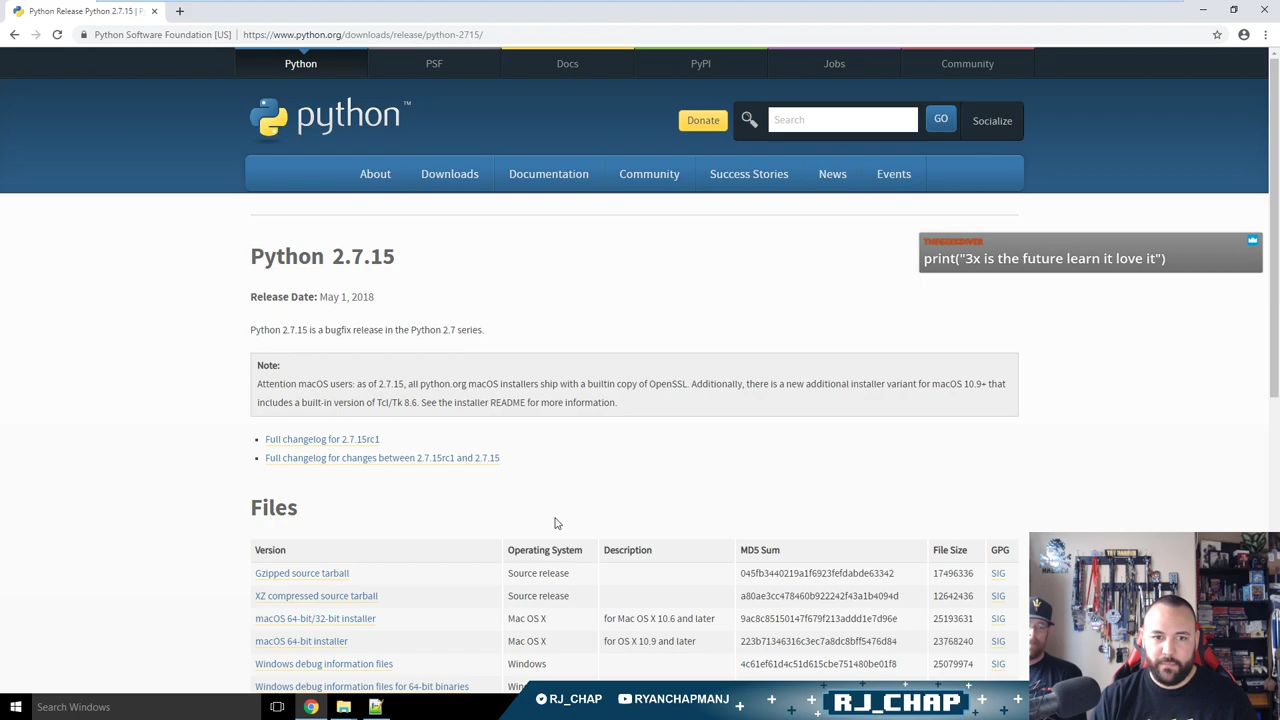 Python Release Python 2.7.15 | P
Python Software Foundation [US]
https://www.python.org/downloads/release/python-2715/
Python
PSF
Docs
PyPI
Jobs
Community
python™
Donate
Search
GO
Socialize
About
Downloads
Documentation
Community
Success Stories
News
Events
Python 2.7.15
THEGEEKDIVER
print("3x is the future learn it love it")
Release Date: May 1, 2018
Python 2.7.15 is a bugfix release in the Python 2.7 series.
Note:
Attention macOS users: as of 2.7.15, all python.org macOS installers ship with a builtin copy of OpenSSL. Additionally, there is a new additional installer variant for macOS 10.9+ that
includes a built-in version of Tcl/Tk 8.6. See the installer README for more information.
Full changelog for 2.7.15rc1
Full changelog for changes between 2.7.15rc1 and 2.7.15
Files
Version Operating System Description MD5 Sum File Size GPG
Gzipped source tarball Source release 045fb3440219a1f6923fefdabde63342 17496336 SIG
XZ compressed source tarball Source release a80ae3cc478460b922242f43a1b4094d 12642436 SIG
macOS 64-bit/32-bit installer Mac OS X for Mac OS X 10.6 and later 9ac8c85150147f679f213addd1e7d96e 25193631 SIG
macOS 64-bit installer Mac OS X for OS X 10.9 and later 223b71346316c3ec7a8dc8bff5476d84 23768240 SIG
Windows debug information files Windows 4c61ef61d4c51d615cbe751480be01f8 25079974 SIG
Windows debug information files for 64-bit binaries
Search Windows
RJ_CHAP
RYANCHAPMANJ
RJ_CHAP